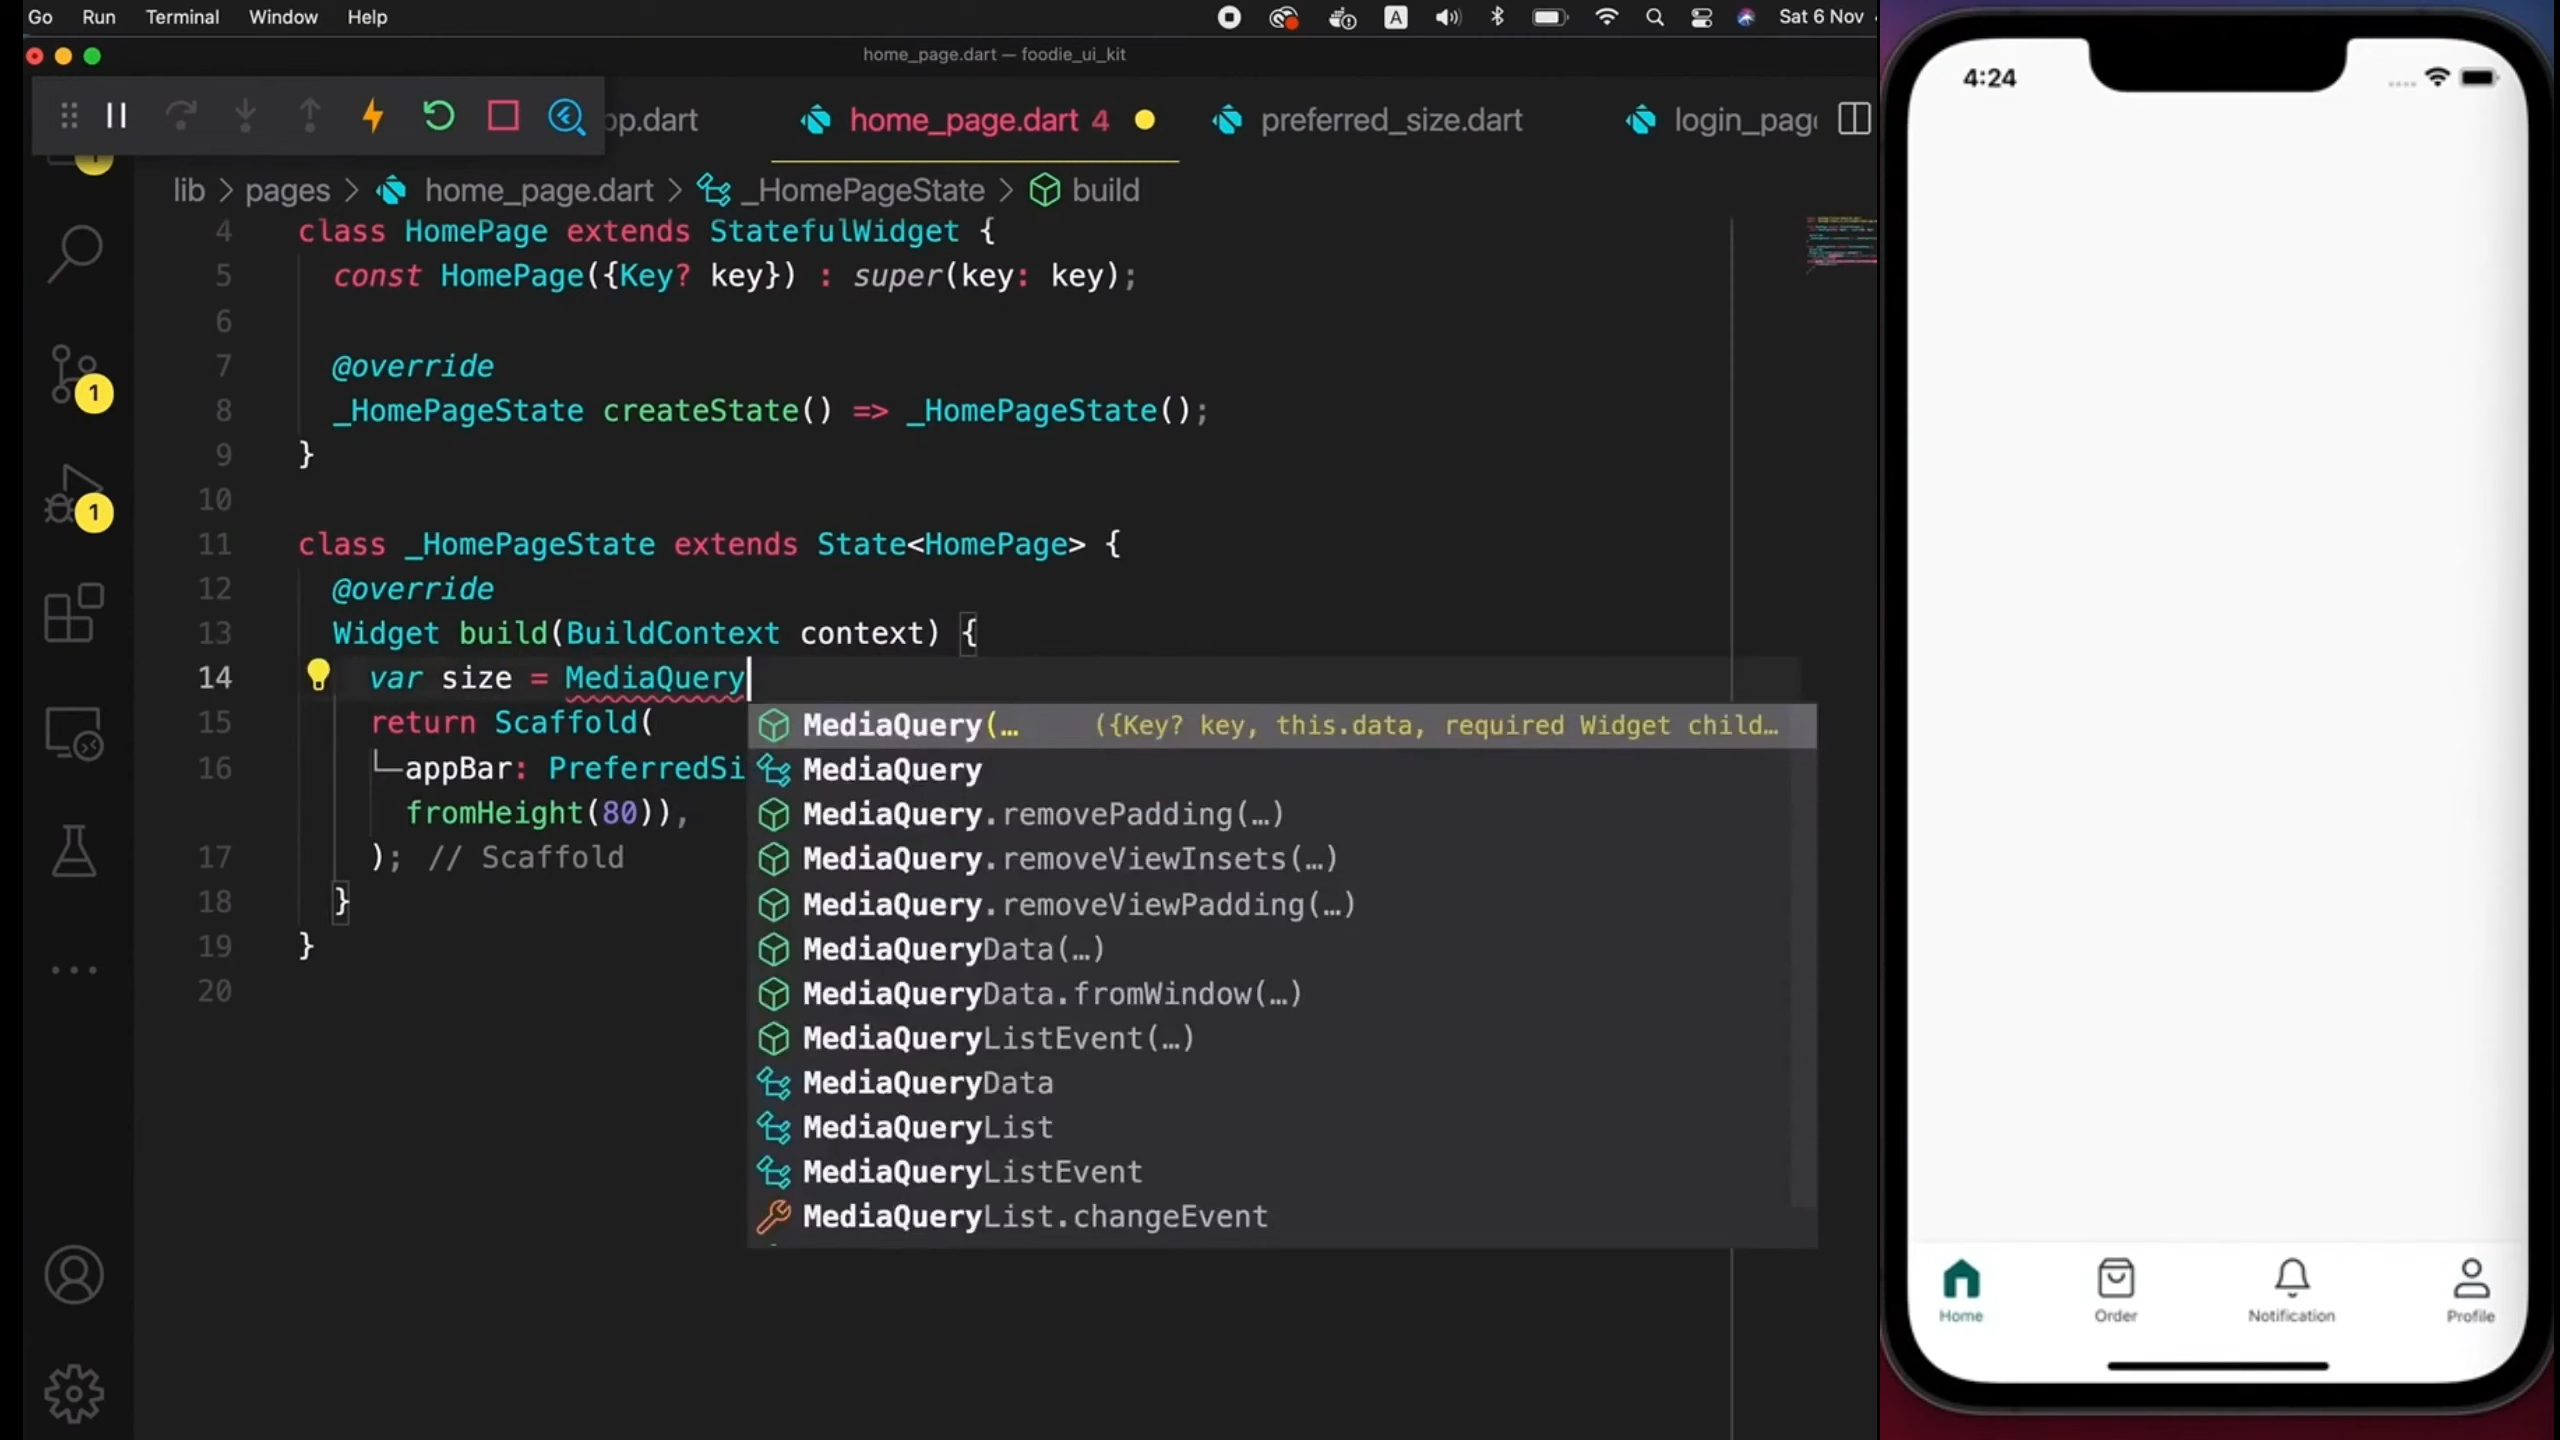 Go Run Terminal Window Help
A Sat 6 Nov
home_page.dart — foodie_ui_kit
pp.dart home_page.dart 4 preferred_size.dart login_page
lib > pages > home_page.dart > _HomePageState > build
4 class HomePage extends StatefulWidget {
5 const HomePage({Key? key}) : super(key: key);
6
7 @override
8 _HomePageState createState() => _HomePageState();
9 }
10
11 class _HomePageState extends State<HomePage> {
12 @override
13 Widget build(BuildContext context) {
14 var size = MediaQuery
15 return Scaffold(
16 appBar: PreferredSi
fromHeight(80)),
17 ); // Scaffold
18 }
19 }
20
1
1
1
MediaQuery(… ({Key? key, this.data, required Widget child…
MediaQuery
MediaQuery.removePadding(…)
MediaQuery.removeViewInsets(…)
MediaQuery.removeViewPadding(…)
MediaQueryData(…)
MediaQueryData.fromWindow(…)
MediaQueryListEvent(…)
MediaQueryData
MediaQueryList
MediaQueryListEvent
MediaQueryList.changeEvent
4:24
Home Order Notification Profile